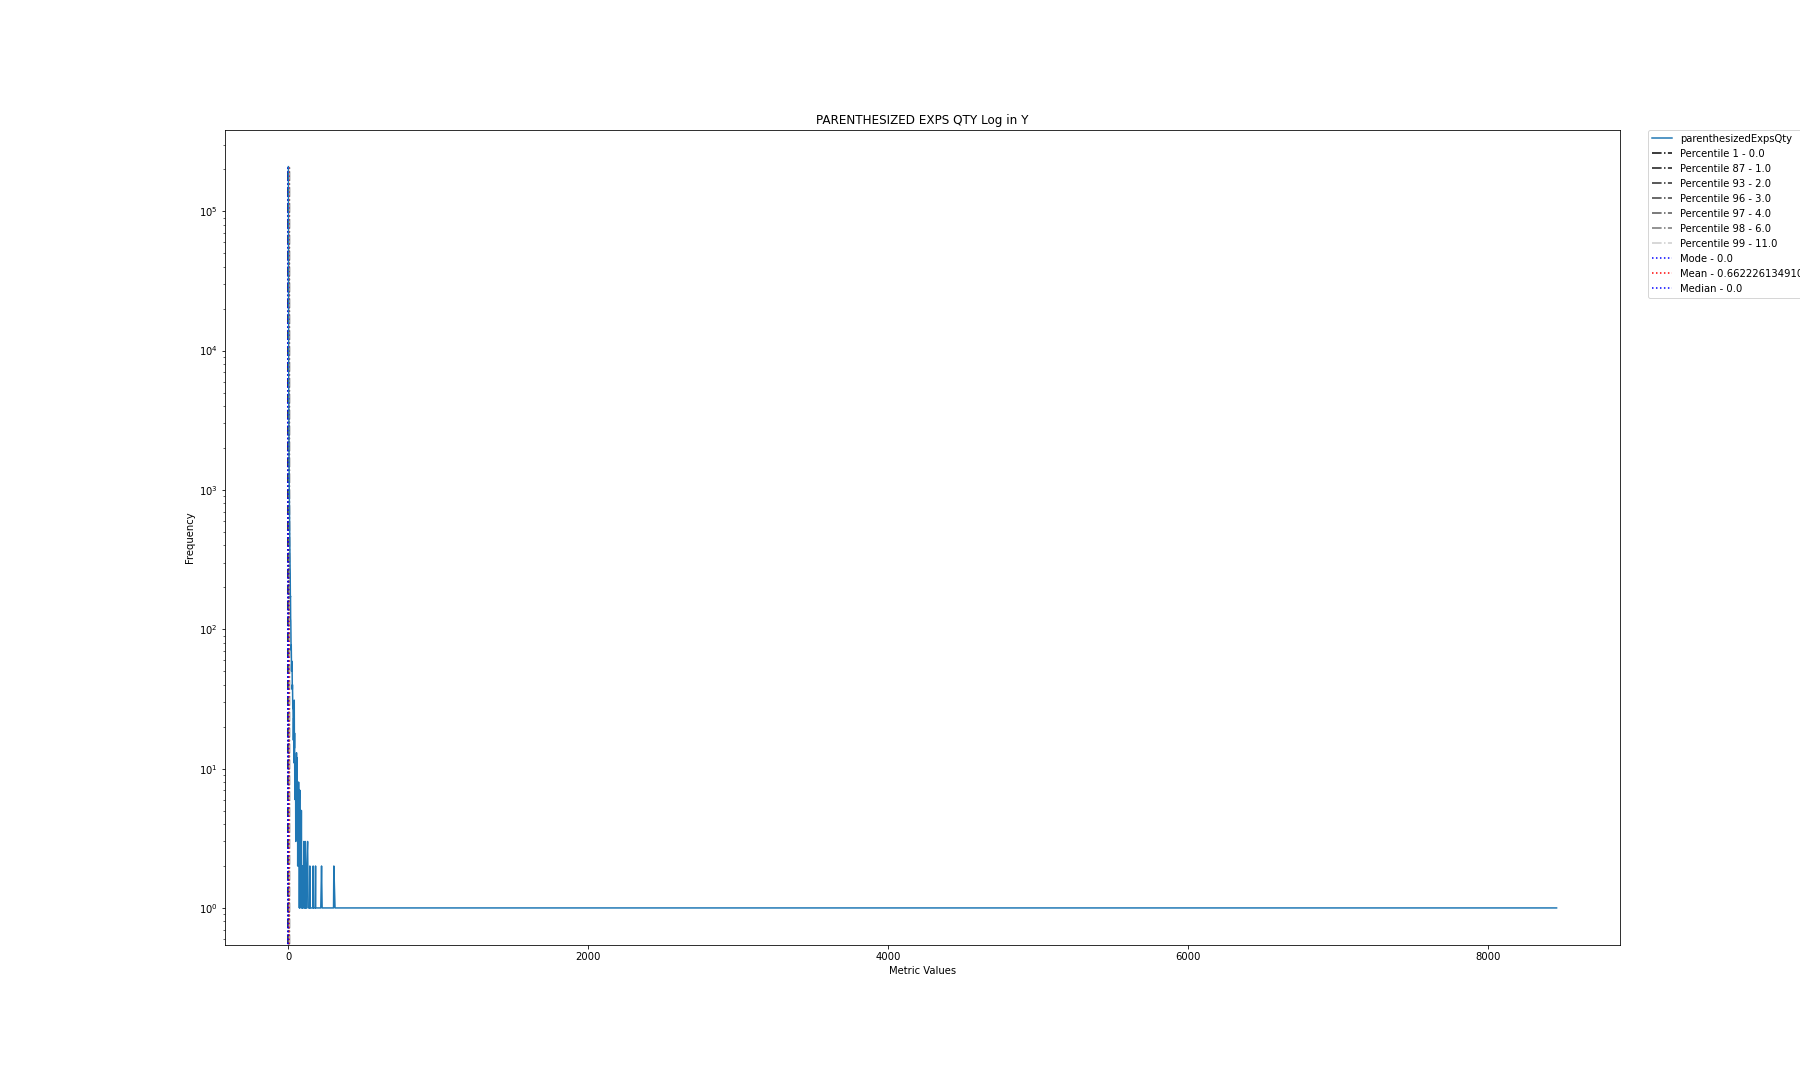 PARENTHESIZED EXPS QTY Log in Y
parenthesizedExpsQty
Percentile 1 - 0.0
Percentile 87 - 1.0
Percentile 93 - 2.0
Percentile 96 - 3.0
Percentile 97 - 4.0
Percentile 98 - 6.0
Percentile 99 - 11.0
Mode - 0.0
Mean - 0.662226134910
Median - 0.0
Frequency
10⁵
10⁴
10³
10²
10¹
10⁰
0 2000 4000 6000 8000
Metric Values